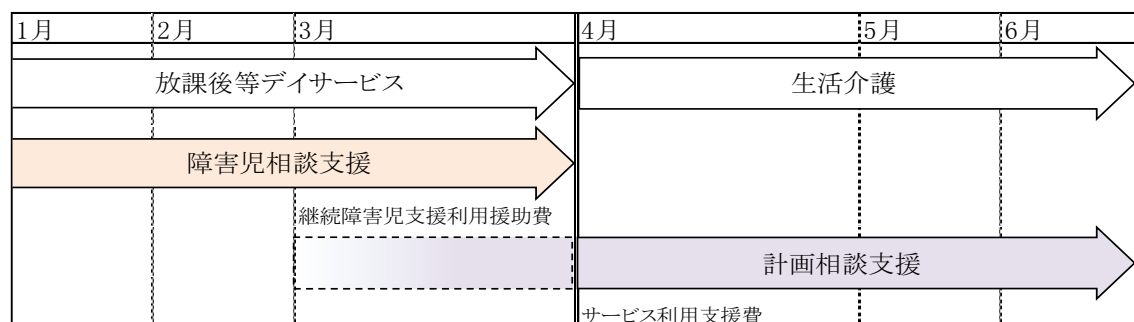 1月 2月 3月 4月 5月 6月
放課後等デイサービス 生活介護
障害児相談支援
継続障害児支援利用援助費
計画相談支援
サービス利用支援費